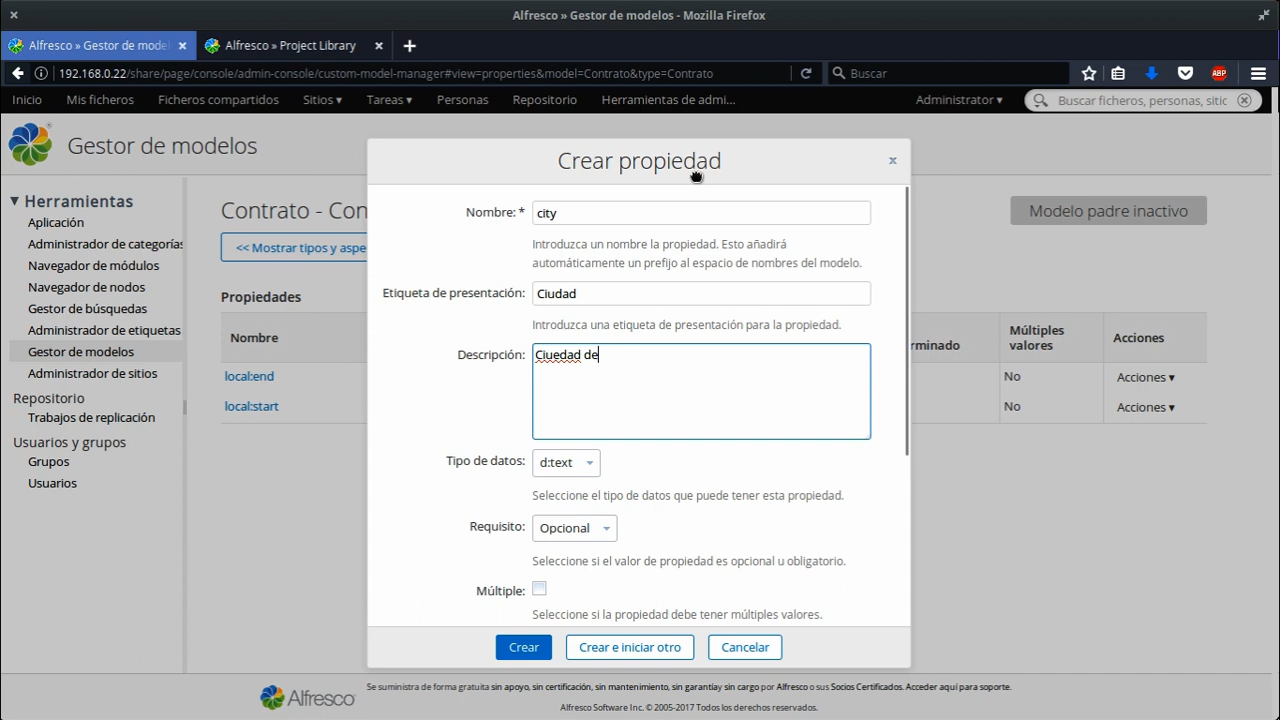 Alfresco » Gestor de modelos - Mozilla Firefox
Alfresco » Gestor de mode
Alfresco » Project Library
192.168.0.22/share/page/console/admin-console/custom-model-manager#view=properties&model=Contrato&type=Contrato
Buscar
ABP
Inicio
Mis ficheros
Ficheros compartidos
Sitios ▾
Tareas ▾
Personas
Repositorio
Herramientas de admi...
Administrator ▾
Buscar ficheros, personas, sitic
Gestor de modelos
Herramientas
Aplicación
Administrador de categorías
Navegador de módulos
Navegador de nodos
Gestor de búsquedas
Administrador de etiquetas
Gestor de modelos
Administrador de sitios
Repositorio
Trabajos de replicación
Usuarios y grupos
Grupos
Usuarios
Contrato - Con
Modelo padre inactivo
<< Mostrar tipos y aspe
Propiedades
Nombre
rminado
Múltiples
valores
Acciones
local:end
No
Acciones ▾
local:start
No
Acciones ▾
Crear propiedad
x
Nombre: *
city
Introduzca un nombre la propiedad. Esto añadirá
automáticamente un prefijo al espacio de nombres del modelo.
Etiqueta de presentación:
Ciudad
Introduzca una etiqueta de presentación para la propiedad.
Descripción:
Ciuedad de
Tipo de datos:
d:text
Seleccione el tipo de datos que puede tener esta propiedad.
Requisito:
Opcional
Seleccione si el valor de propiedad es opcional u obligatorio.
Múltiple:
Seleccione si la propiedad debe tener múltiples valores.
Crear
Crear e iniciar otro
Cancelar
Alfresco
Se suministra de forma gratuita sin apoyo, sin certificación, sin mantenimiento, sin garantía y sin cargo por Alfresco o sus Socios Certificados. Acceder aquí para soporte.
Alfresco Software Inc. © 2005-2017 Todos los derechos reservados.